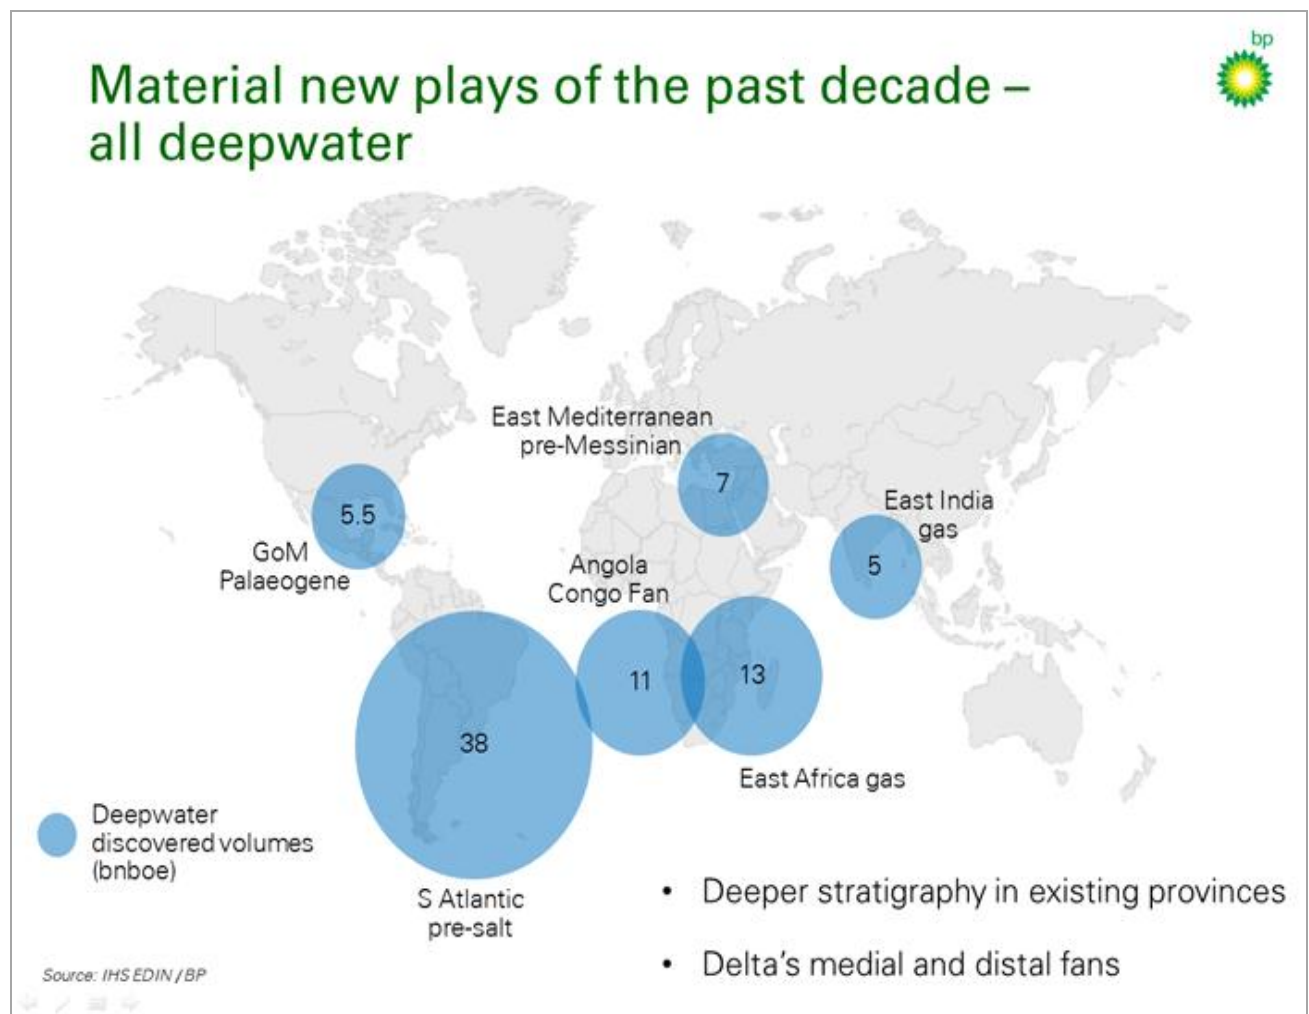 bp
Material new plays of the past decade –
all deepwater
East Mediterranean
pre-Messinian
7
East India
gas
5
5.5
GoM
Palaeogene
Angola
Congo Fan
11
13
38
East Africa gas
Deepwater
discovered volumes
(bnboe)
S Atlantic
pre-salt
• Deeper stratigraphy in existing provinces
• Delta's medial and distal fans
Source: IHS EDIN / BP